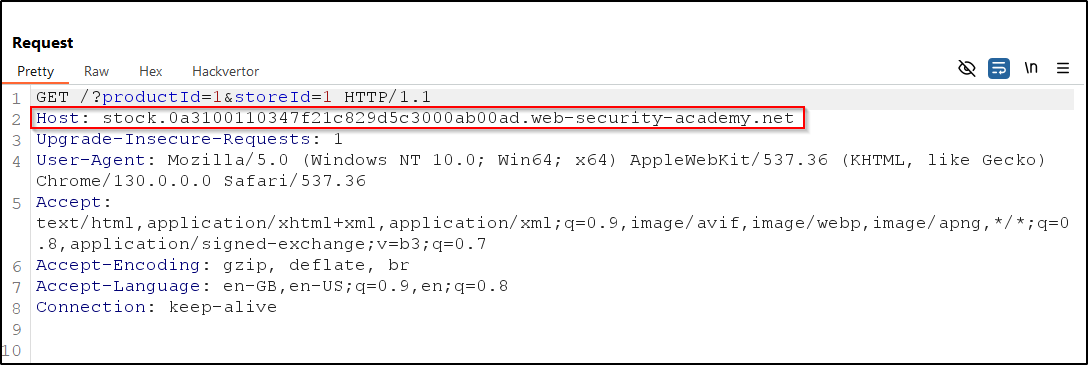 Request
Pretty Raw Hex Hackvertor
\n
1 GET /?productId=1&storeId=1 HTTP/1.1
2 Host: stock.0a3100110347f21c829d5c3000ab00ad.web-security-academy.net
3 Upgrade-Insecure-Requests: 1
4 User-Agent: Mozilla/5.0 (Windows NT 10.0; Win64; x64) AppleWebKit/537.36 (KHTML, like Gecko)
Chrome/130.0.0.0 Safari/537.36
5 Accept:
text/html,application/xhtml+xml,application/xml;q=0.9,image/avif,image/webp,image/apng,*/*;q=0
.8,application/signed-exchange;v=b3;q=0.7
6 Accept-Encoding: gzip, deflate, br
7 Accept-Language: en-GB,en-US;q=0.9,en;q=0.8
8 Connection: keep-alive
9
10